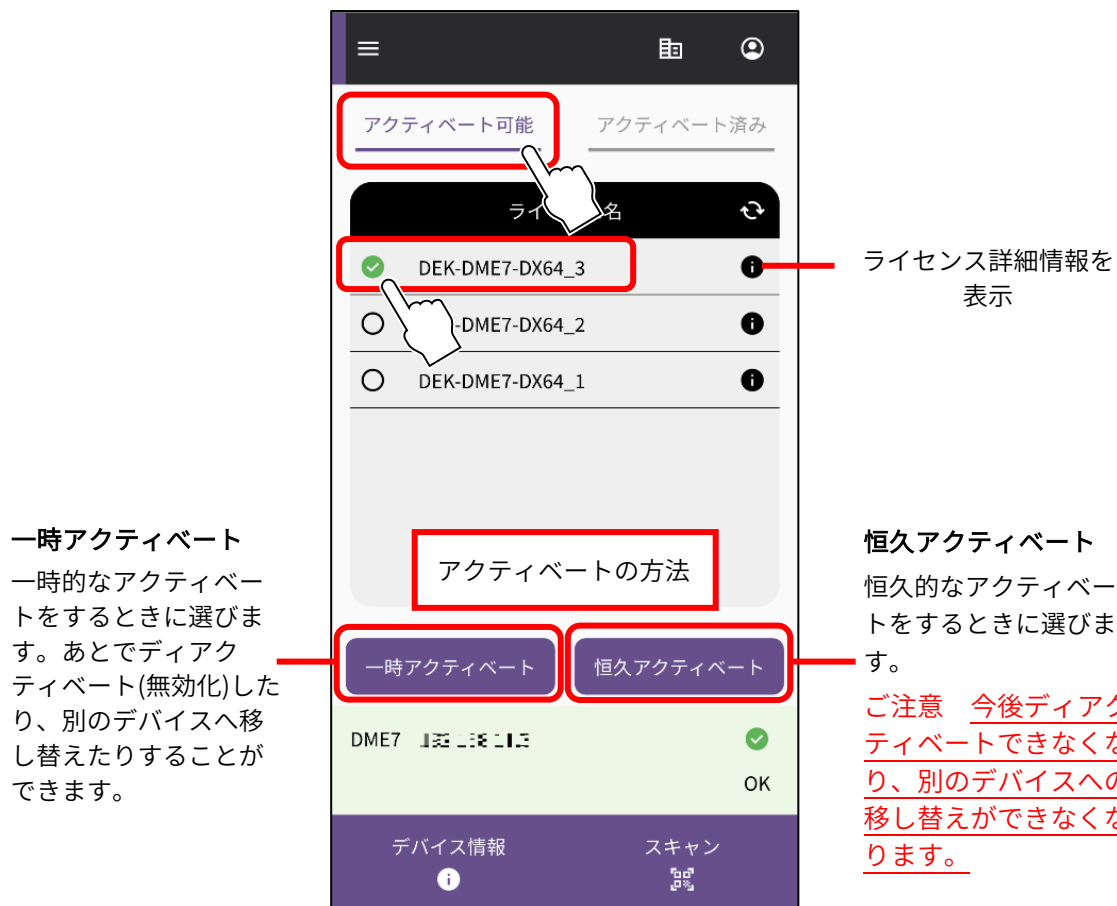 アクティベート可能
アクティベート済み
DEK-DME7-DX64_3
-DME7-DX64_2
DEK-DME7-DX64_1
ライセンス詳細情報を
表示
アクティベートの方法
一時アクティベート
一時的なアクティベー
トをするときに選びま
す。あとでディアク
ティベート(無効化)した
り、別のデバイスへ移
し替えたりすることが
できます。
一時アクティベート
恒久アクティベート
恒久アクティベート
恒久的なアクティベー
トをするときに選びま
す。
ご注意 今後ディアク
ティベートできなくな
り、別のデバイスへの
移し替えができなくな
ります。
DME7
OK
デバイス情報
スキャン